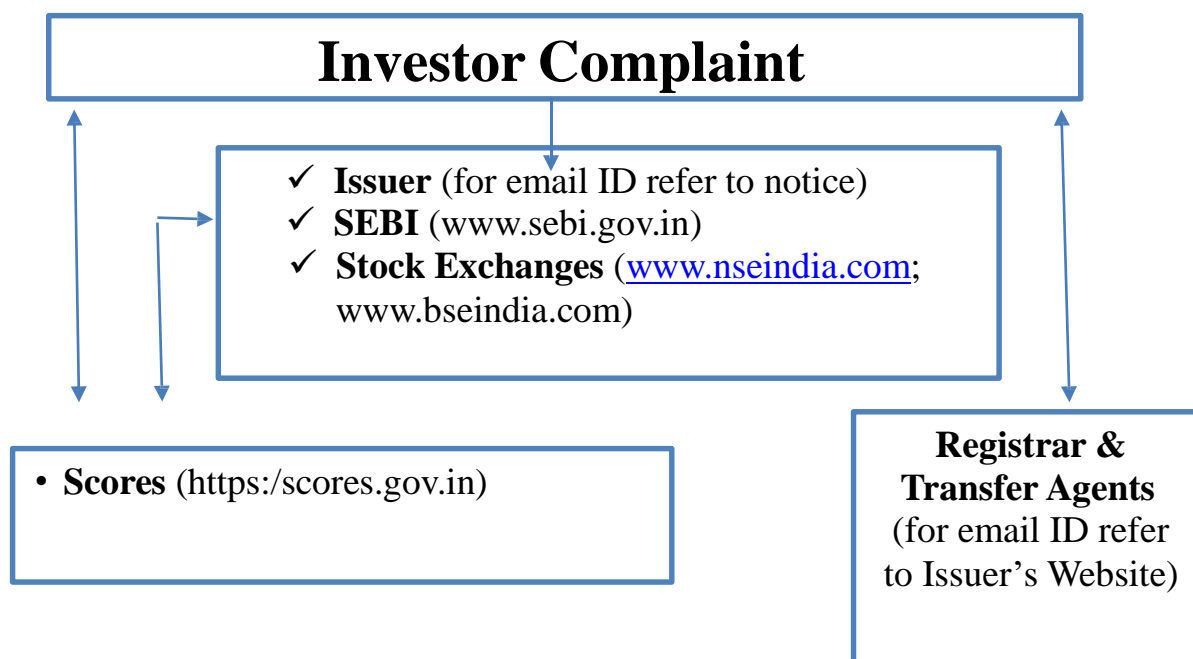 Investor Complaint
✓ Issuer (for email ID refer to notice)
✓ SEBI (www.sebi.gov.in)
✓ Stock Exchanges (www.nseindia.com;
www.bseindia.com)
• Scores (https:/scores.gov.in)
Registrar &
Transfer Agents
(for email ID refer
to Issuer’s Website)